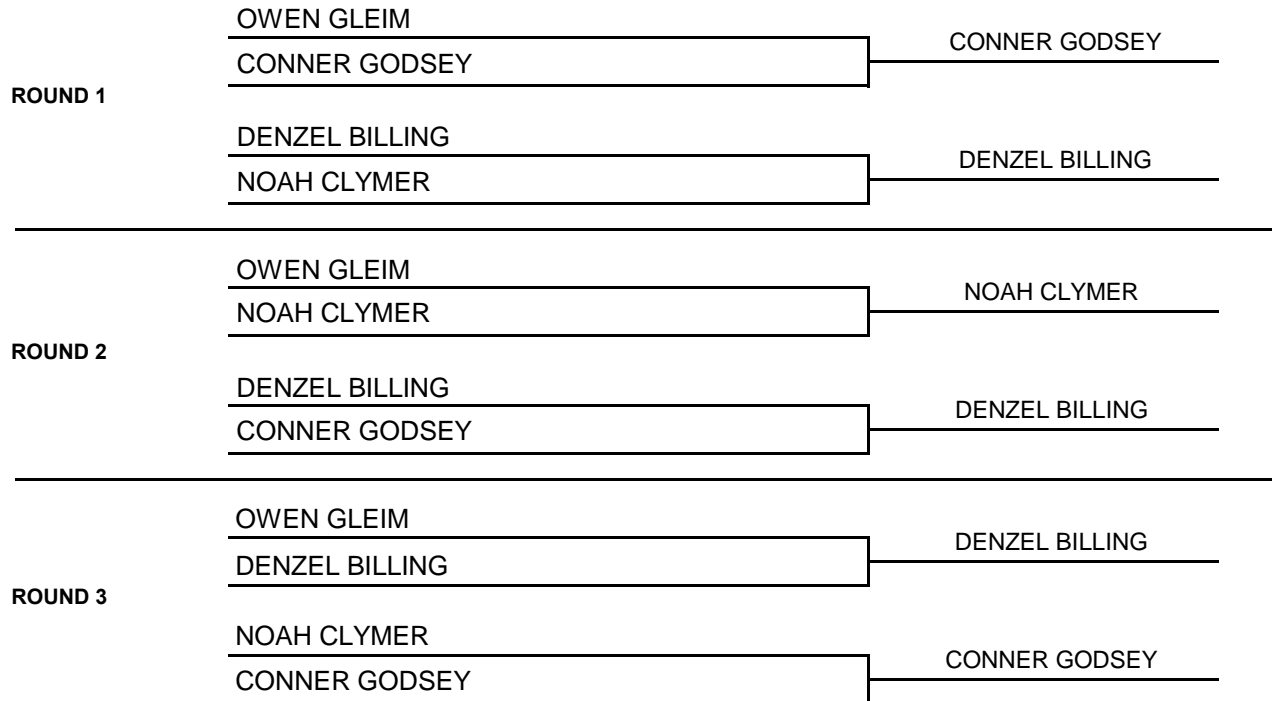 OWEN GLEIM
CONNER GODSEY
CONNER GODSEY
ROUND 1
DENZEL BILLING
DENZEL BILLING
NOAH CLYMER
OWEN GLEIM
NOAH CLYMER
NOAH CLYMER
ROUND 2
DENZEL BILLING
DENZEL BILLING
CONNER GODSEY
OWEN GLEIM
DENZEL BILLING
DENZEL BILLING
ROUND 3
NOAH CLYMER
CONNER GODSEY
CONNER GODSEY